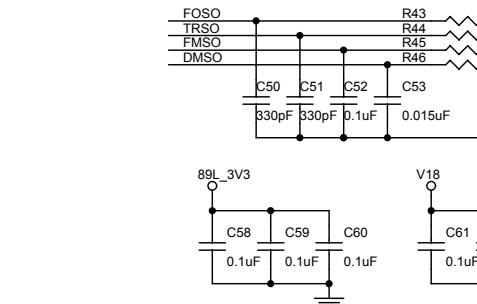 FOSO R43
TRSO R44
FMSO R45
DMSO R46
C50 C51 C52 C53
330pF 330pF 0.1uF 0.015uF
89L_3V3 V18
C58 C59 C60 C61
0.1uF 0.1uF 0.1uF 0.1uF